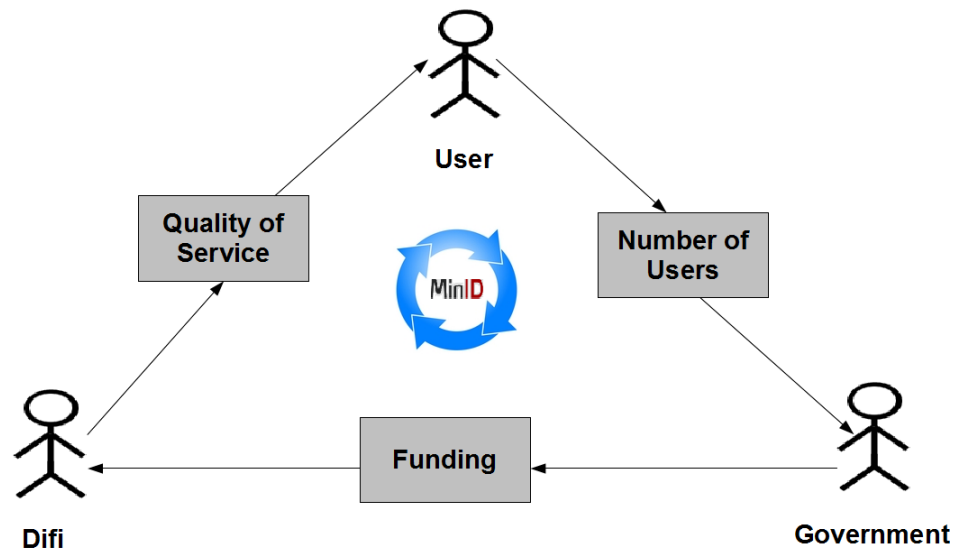 User
Quality of
Service
Number of
Users
MinID
Funding
Difi
Government